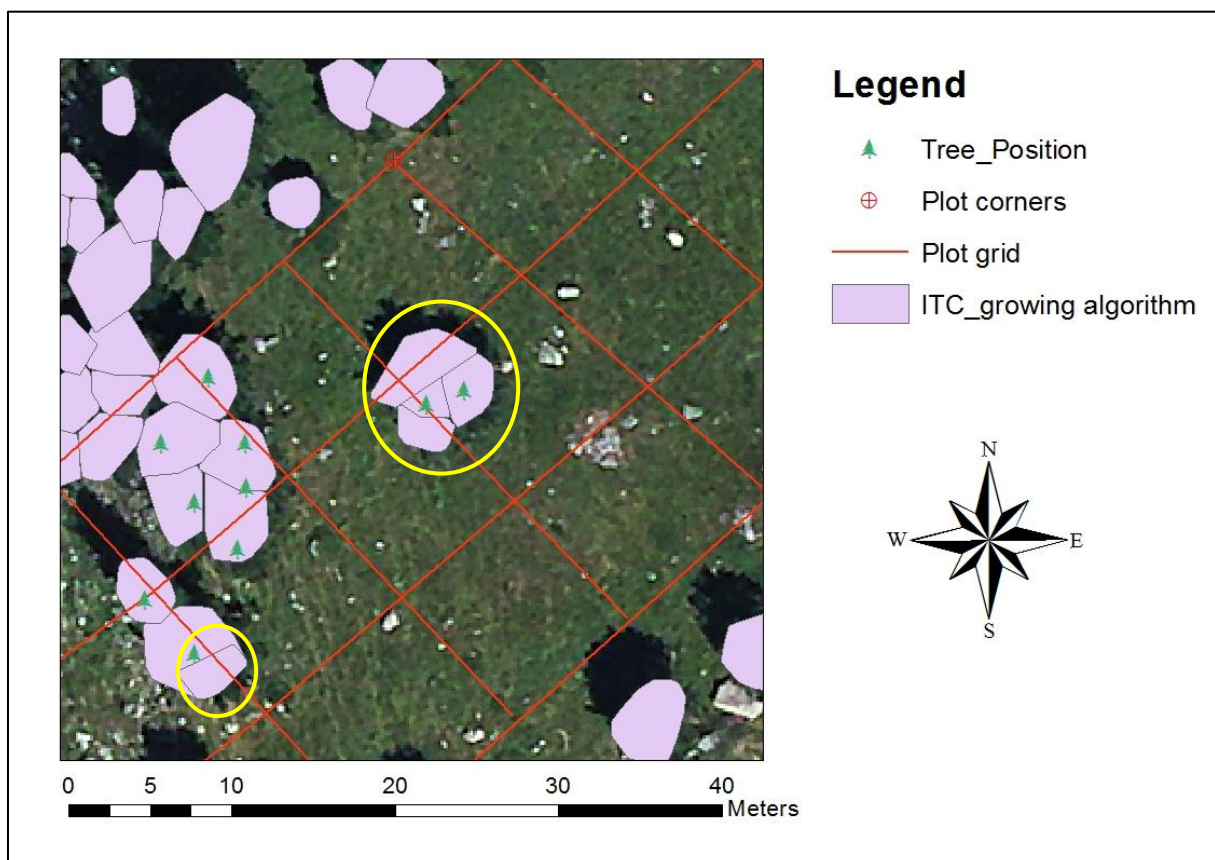 Legend
Tree_Position
Plot corners
Plot grid
ITC_growing algorithm
N
W E
S
0 5 10 20 30 40
Meters